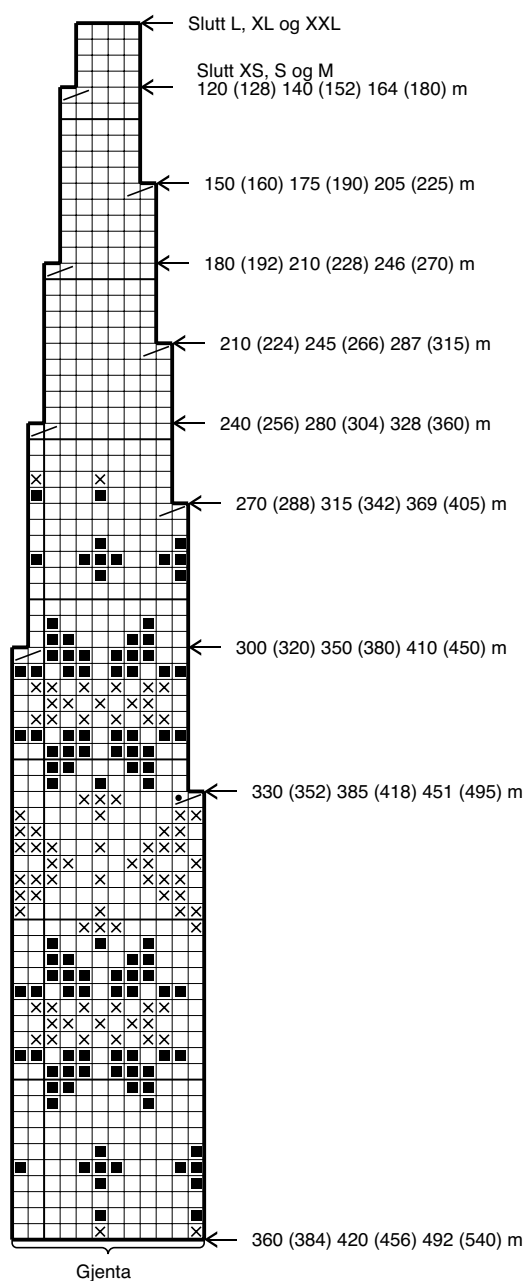 Slutt L, XL og XXL
Slutt XS, S og M
120 (128) 140 (152) 164 (180) m
150 (160) 175 (190) 205 (225) m
180 (192) 210 (228) 246 (270) m
210 (224) 245 (266) 287 (315) m
240 (256) 280 (304) 328 (360) m
270 (288) 315 (342) 369 (405) m
300 (320) 350 (380) 410 (450) m
330 (352) 385 (418) 451 (495) m
360 (384) 420 (456) 492 (540) m
Gjenta